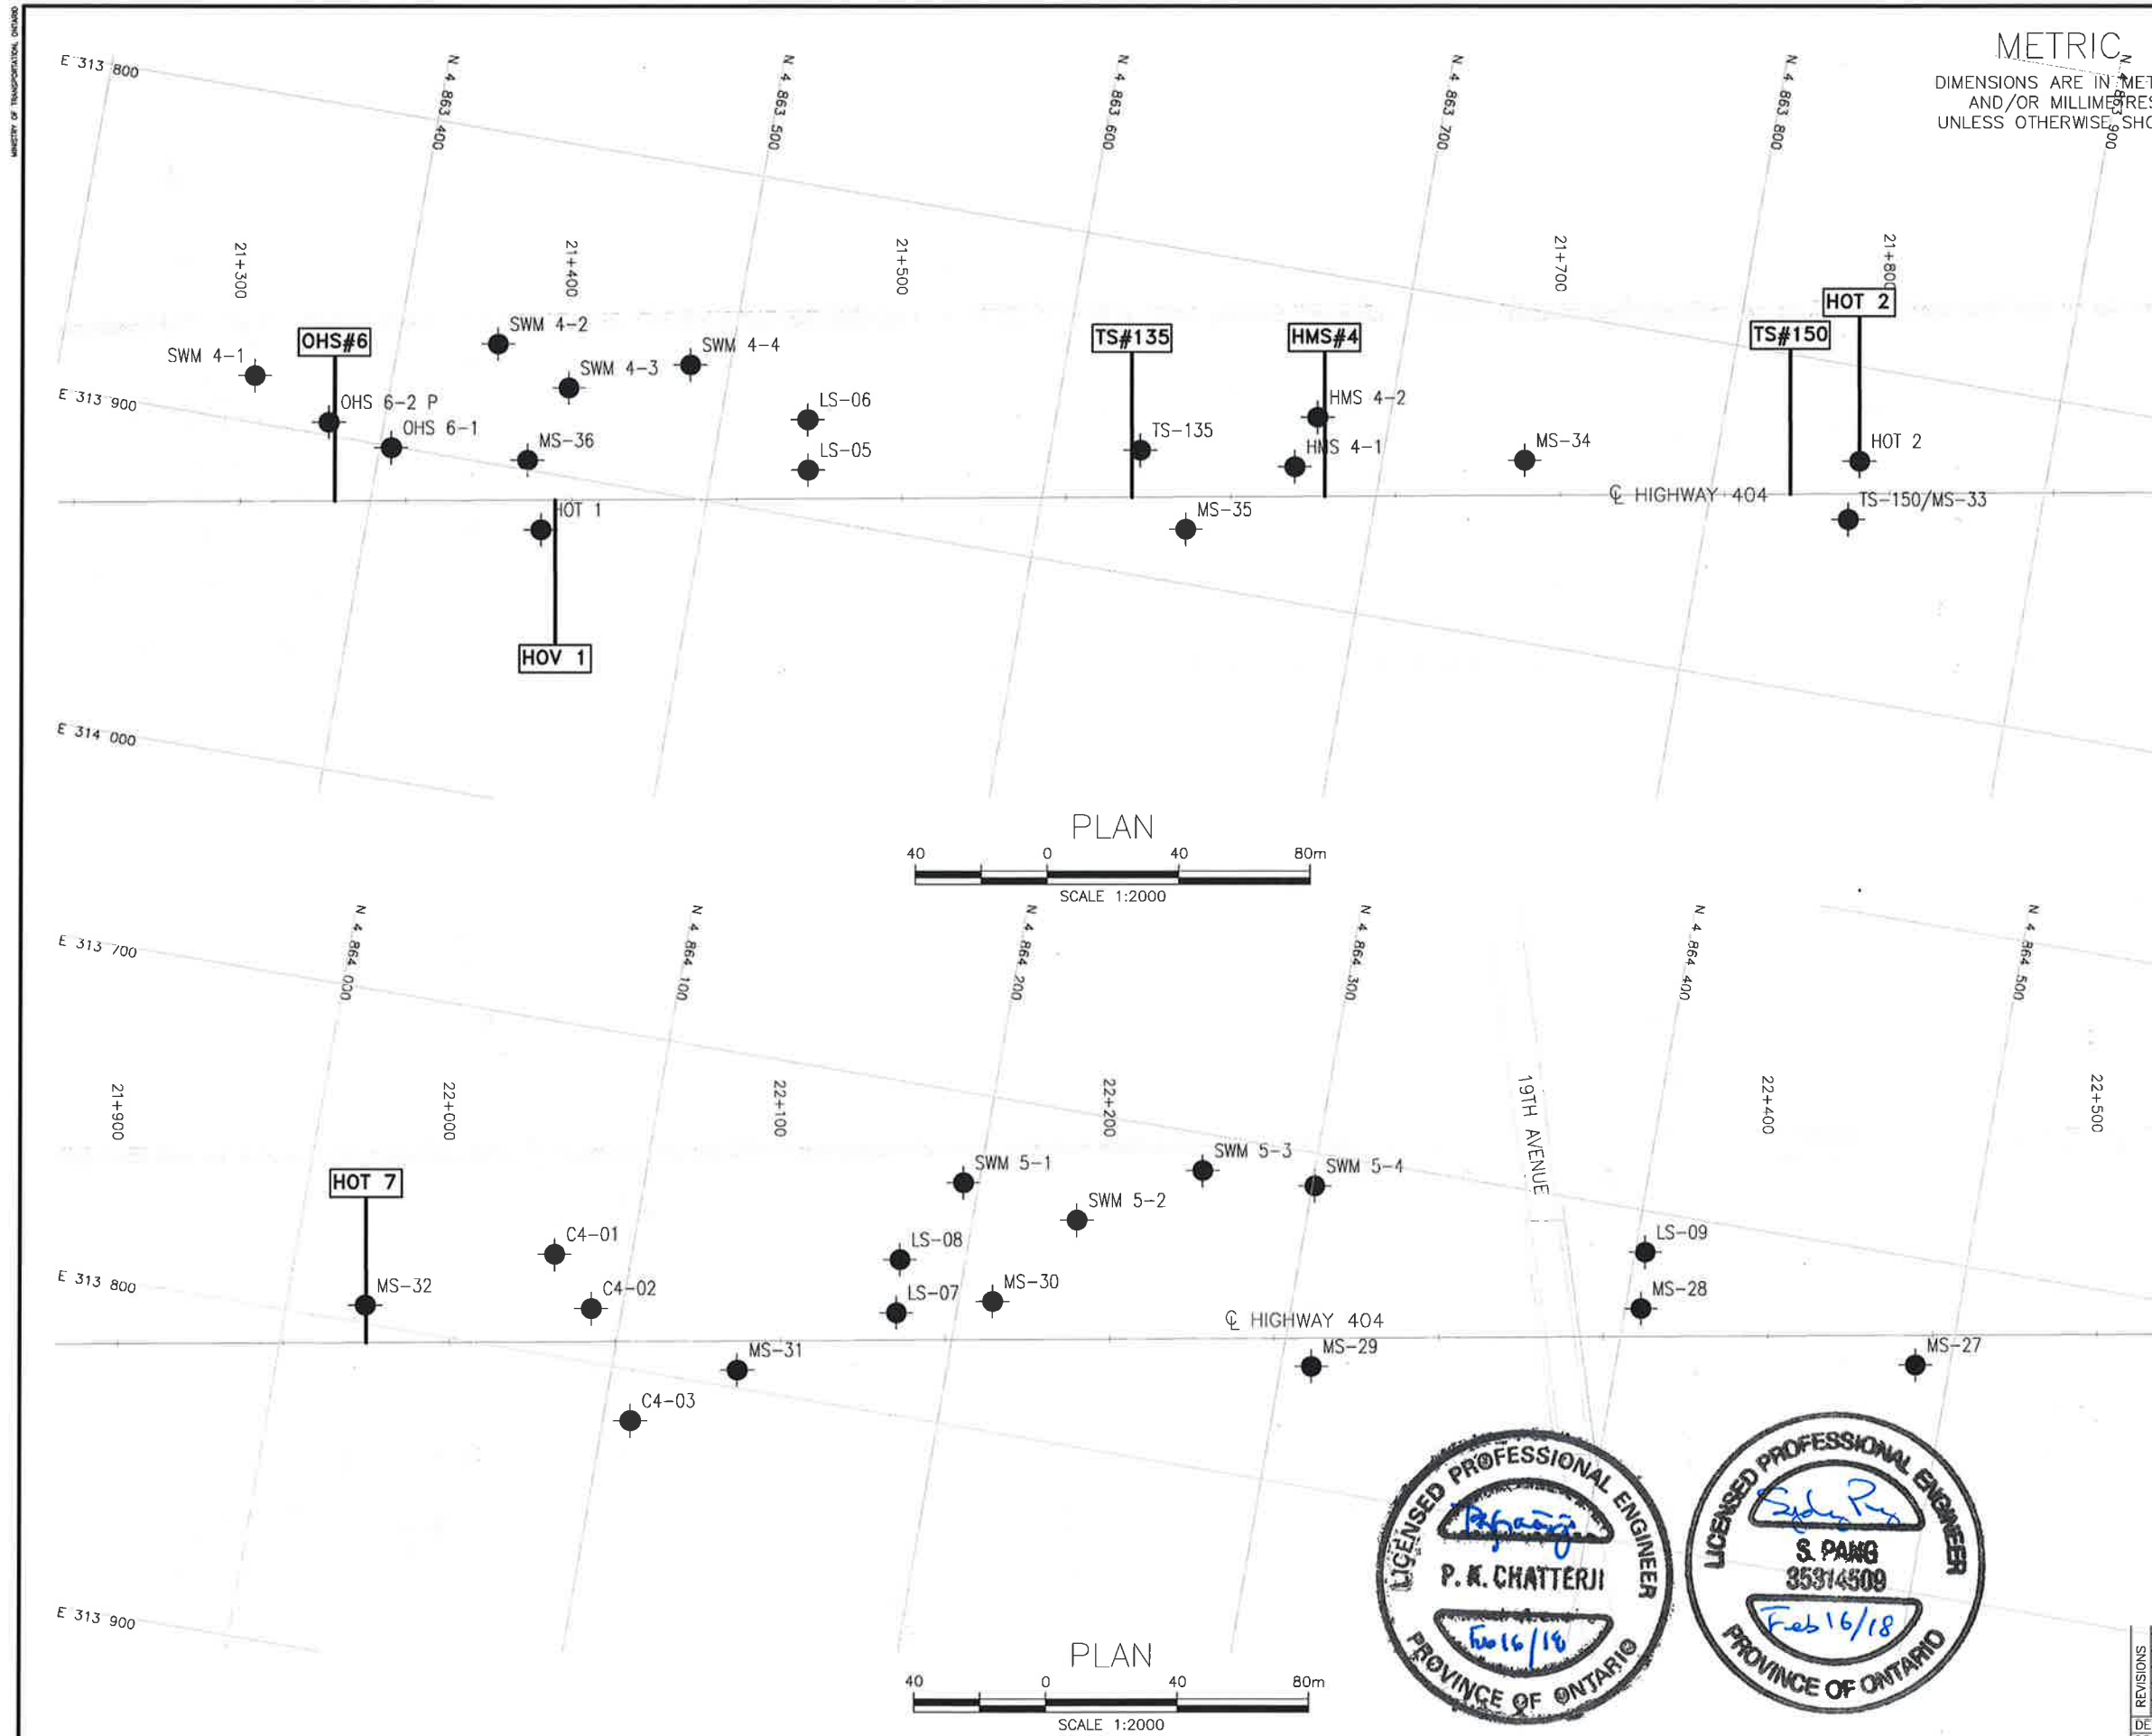 MINISTRY OF TRANSPORTATION, ONTARIO
METRIC
DIMENSIONS ARE IN MET
AND/OR MILLIMETRES
UNLESS OTHERWISE SHO
E 313 800
N 4 863 400
N 4 863 500
N 4 863 600
N 4 863 700
N 4 863 800
N 4 863 900
21+300
21+400
21+500
21+700
21+800
HOT 2
OHS#6
SWM 4-2
TS#135
HMS#4
TS#150
SWM 4-1
SWM 4-3
SWM 4-4
E 313 900
OHS 6-2 P
LS-06
HMS 4-2
OHS 6-1
MS-36
LS-05
TS-135
HMS 4-1
MS-34
HOT 2
℄ HIGHWAY 404
TS-150/MS-33
HOT 1
MS-35
HOV 1
E 314 000
PLAN
40 0 40 80m
SCALE 1:2000
E 313 700
N 4 864 000
N 4 864 100
N 4 864 200
N 4 864 300
N 4 864 400
N 4 864 500
21+900
22+000
22+100
22+200
19TH AVENUE
22+400
22+500
HOT 7
SWM 5-1
SWM 5-3
SWM 5-4
SWM 5-2
C4-01
LS-08
LS-09
E 313 800
MS-32
C4-02
LS-07
MS-30
MS-28
℄ HIGHWAY 404
MS-31
MS-29
MS-27
C4-03
E 313 900
LICENSED PROFESSIONAL ENGINEER
P. K. CHATTERJI
Feb 16/18
PROVINCE OF ONTARIO
LICENSED PROFESSIONAL ENGINEER
S. PANG
35314509
Feb 16/18
PROVINCE OF ONTARIO
PLAN
40 0 40 80m
SCALE 1:2000
REVISIONS
DE